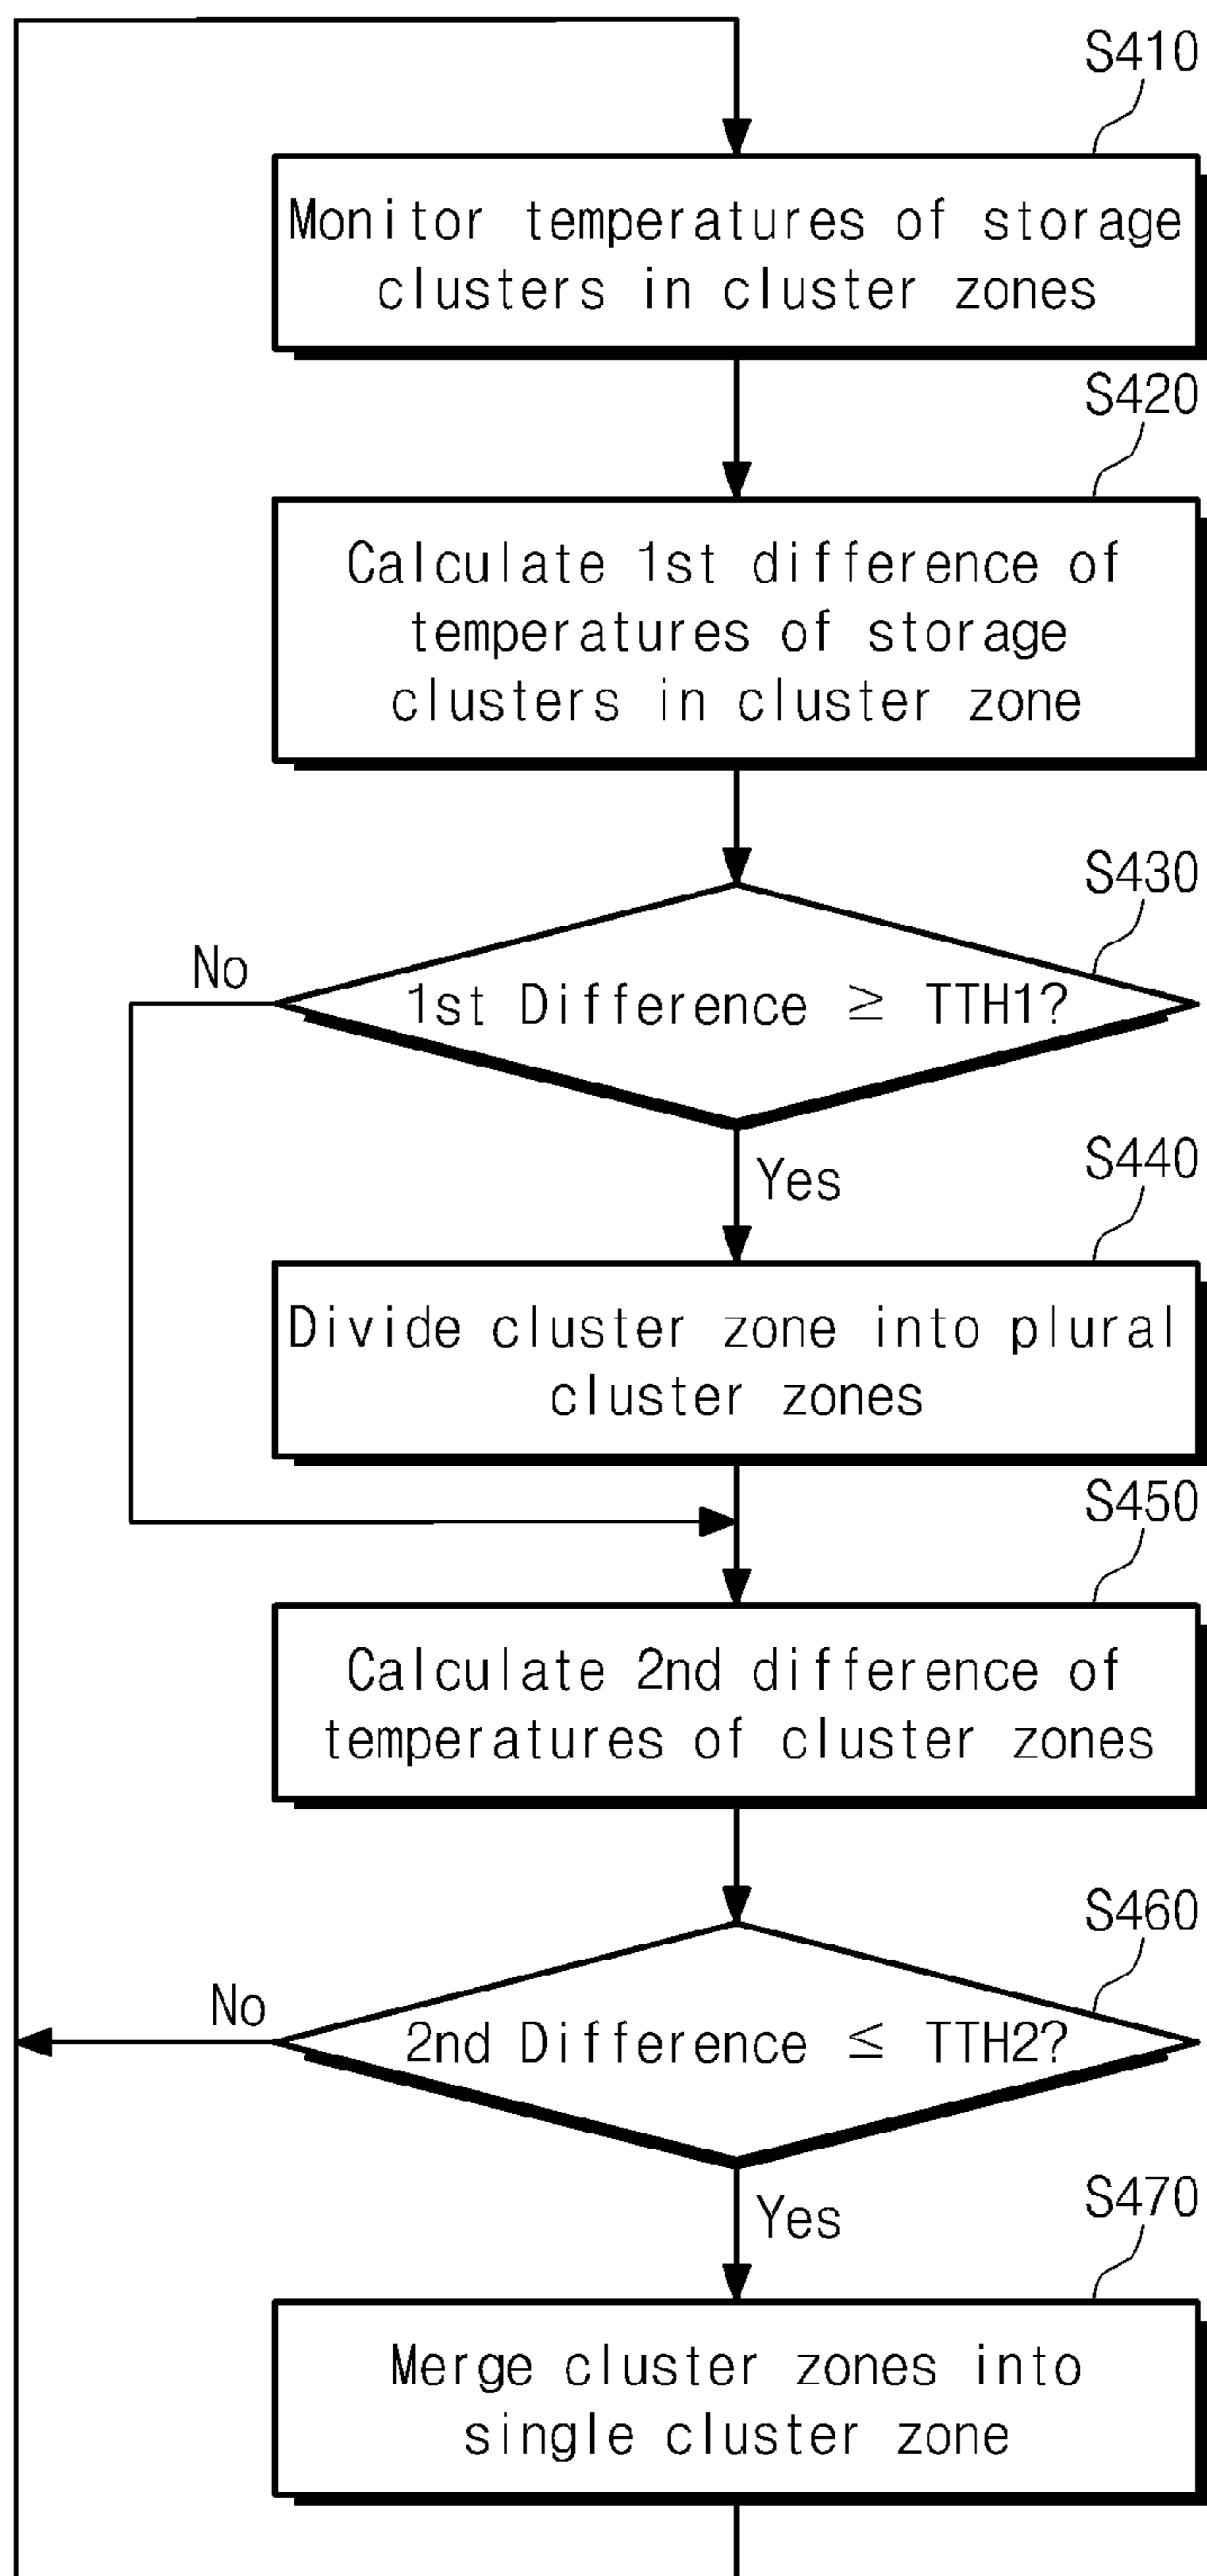 S410
Monitor temperatures of storage
clusters in cluster zones
S420
Calculate 1st difference of
temperatures of storage
clusters in cluster zone
S430
No
1st Difference ≥ TTH1?
Yes
S440
Divide cluster zone into plural
cluster zones
S450
Calculate 2nd difference of
temperatures of cluster zones
S460
No
2nd Difference ≤ TTH2?
Yes
S470
Merge cluster zones into
single cluster zone